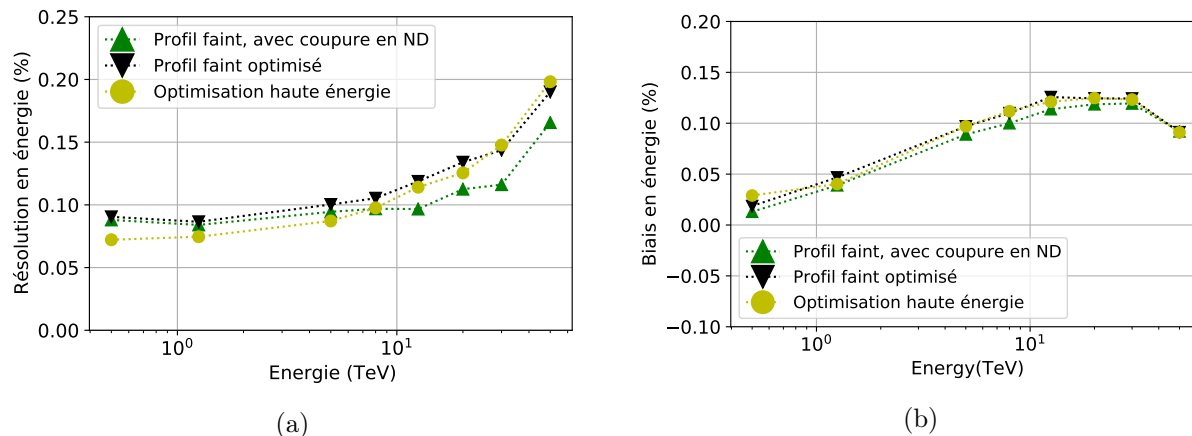 0.25
0.20
0.15
0.10
0.05
0.00
Résolution en énergie (%)
Profil faint, avec coupure en ND
Profil faint optimisé
Optimisation haute énergie
10⁰
10¹
Energie (TeV)
(a)
0.20
0.15
0.10
0.05
0.00
−0.05
−0.10
Biais en énergie (%)
Profil faint, avec coupure en ND
Profil faint optimisé
Optimisation haute énergie
10⁰
10¹
Energy(TeV)
(b)